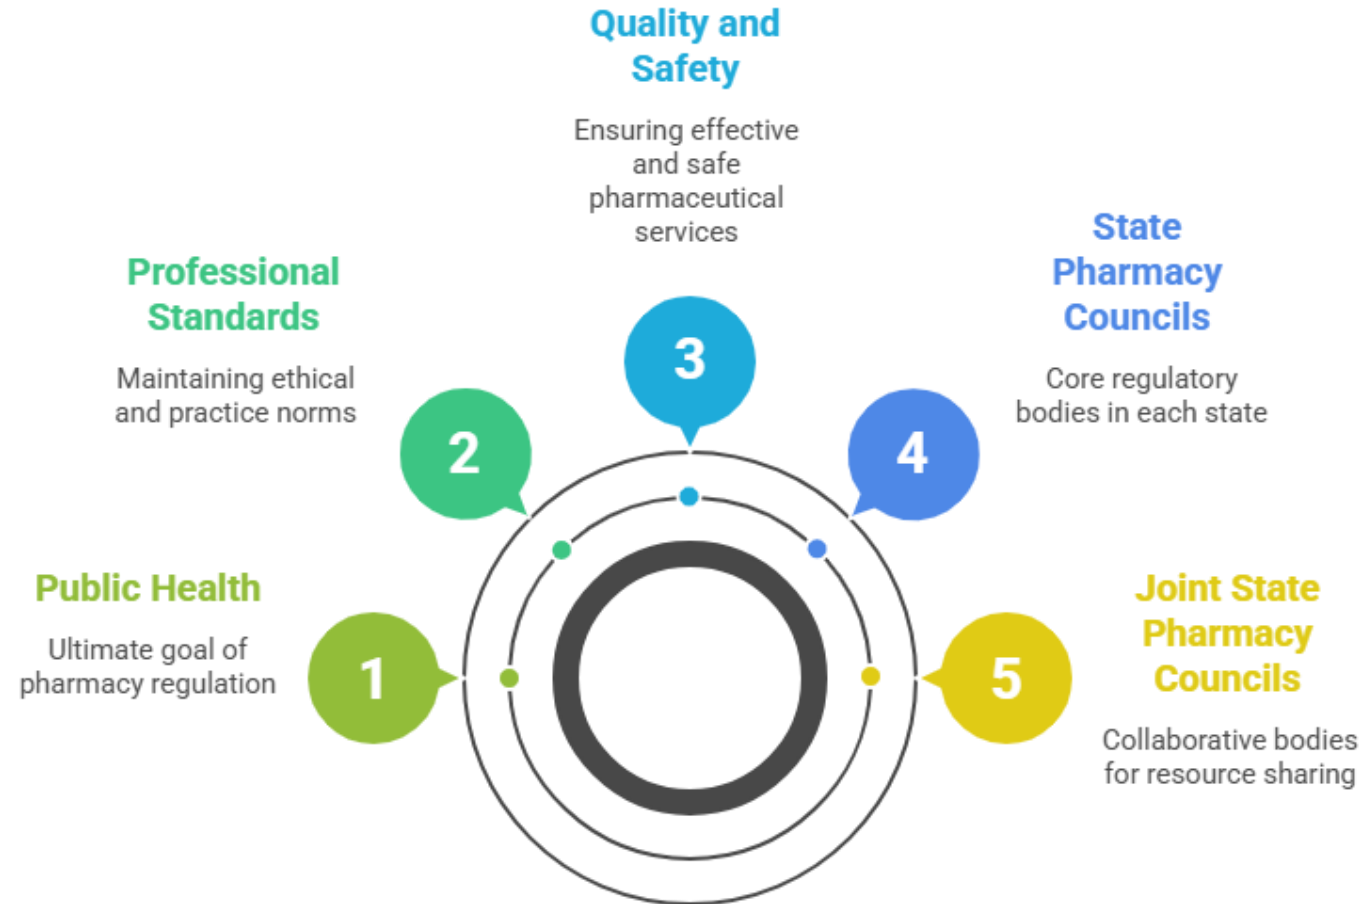 Quality and
Safety
Ensuring effective
and safe
pharmaceutical
services
State
Pharmacy
Councils
Core regulatory
bodies in each state
Professional
Standards
Maintaining ethical
and practice norms
3
2
4
Public Health
Ultimate goal of
pharmacy regulation
1
5
Joint State
Pharmacy
Councils
Collaborative bodies
for resource sharing